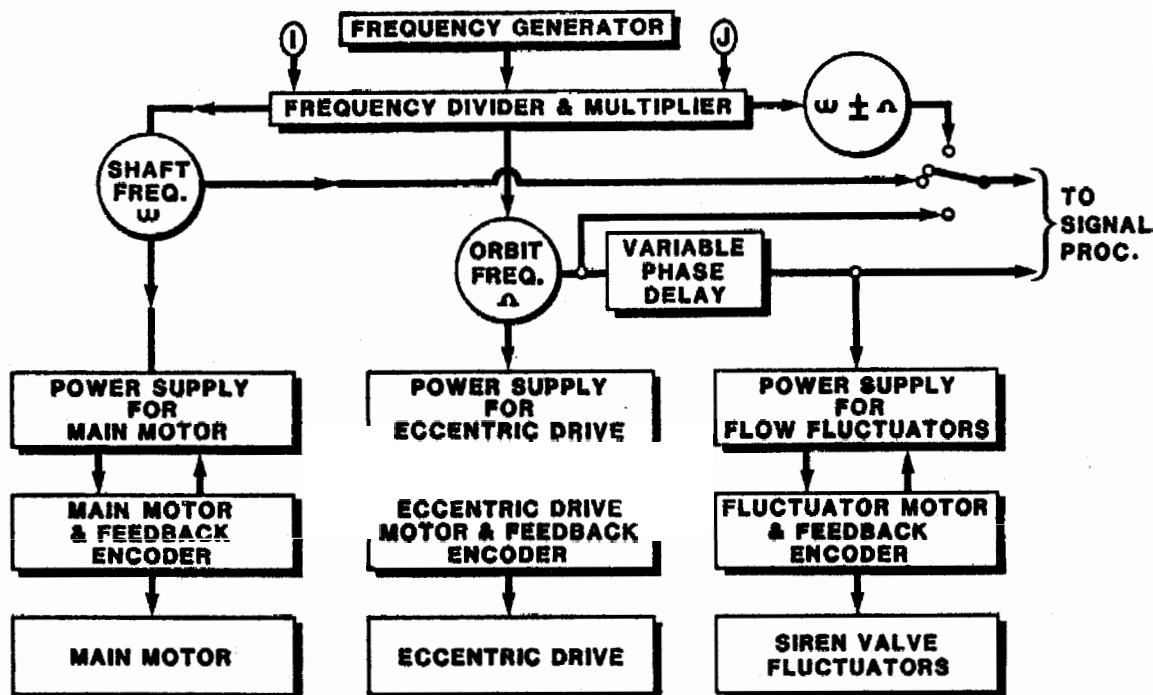 FREQUENCY GENERATOR
I
J
FREQUENCY DIVIDER & MULTIPLIER
ω ± Ω
SHAFT
FREQ.
ω
TO
SIGNAL
PROC.
ORBIT
FREQ.
Ω
VARIABLE
PHASE
DELAY
POWER SUPPLY
FOR
MAIN MOTOR
POWER SUPPLY
FOR
ECCENTRIC DRIVE
POWER SUPPLY
FOR
FLOW FLUCTUATORS
MAIN MOTOR
& FEEDBACK
ENCODER
ECCENTRIC DRIVE
MOTOR & FEEDBACK
ENCODER
FLUCTUATOR MOTOR
& FEEDBACK
ENCODER
MAIN MOTOR
ECCENTRIC DRIVE
SIREN VALVE
FLUCTUATORS